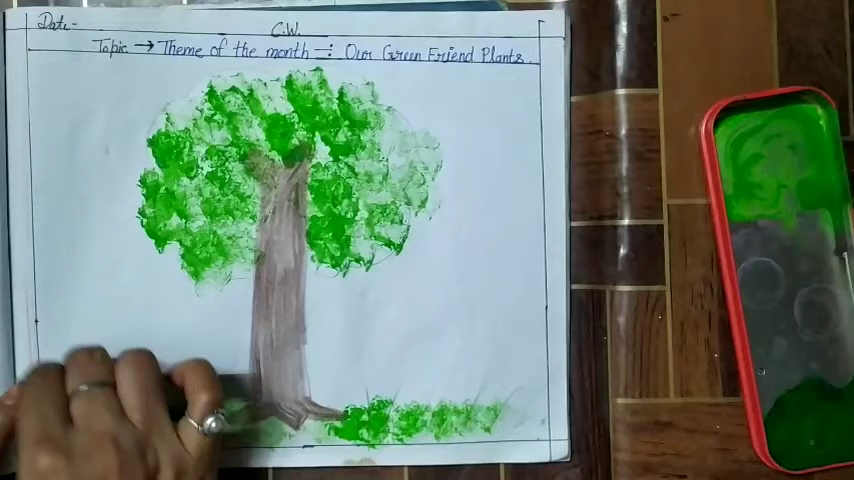 Date-
C.W.
Topic → Theme of the month -: Our Green Friend Plants.